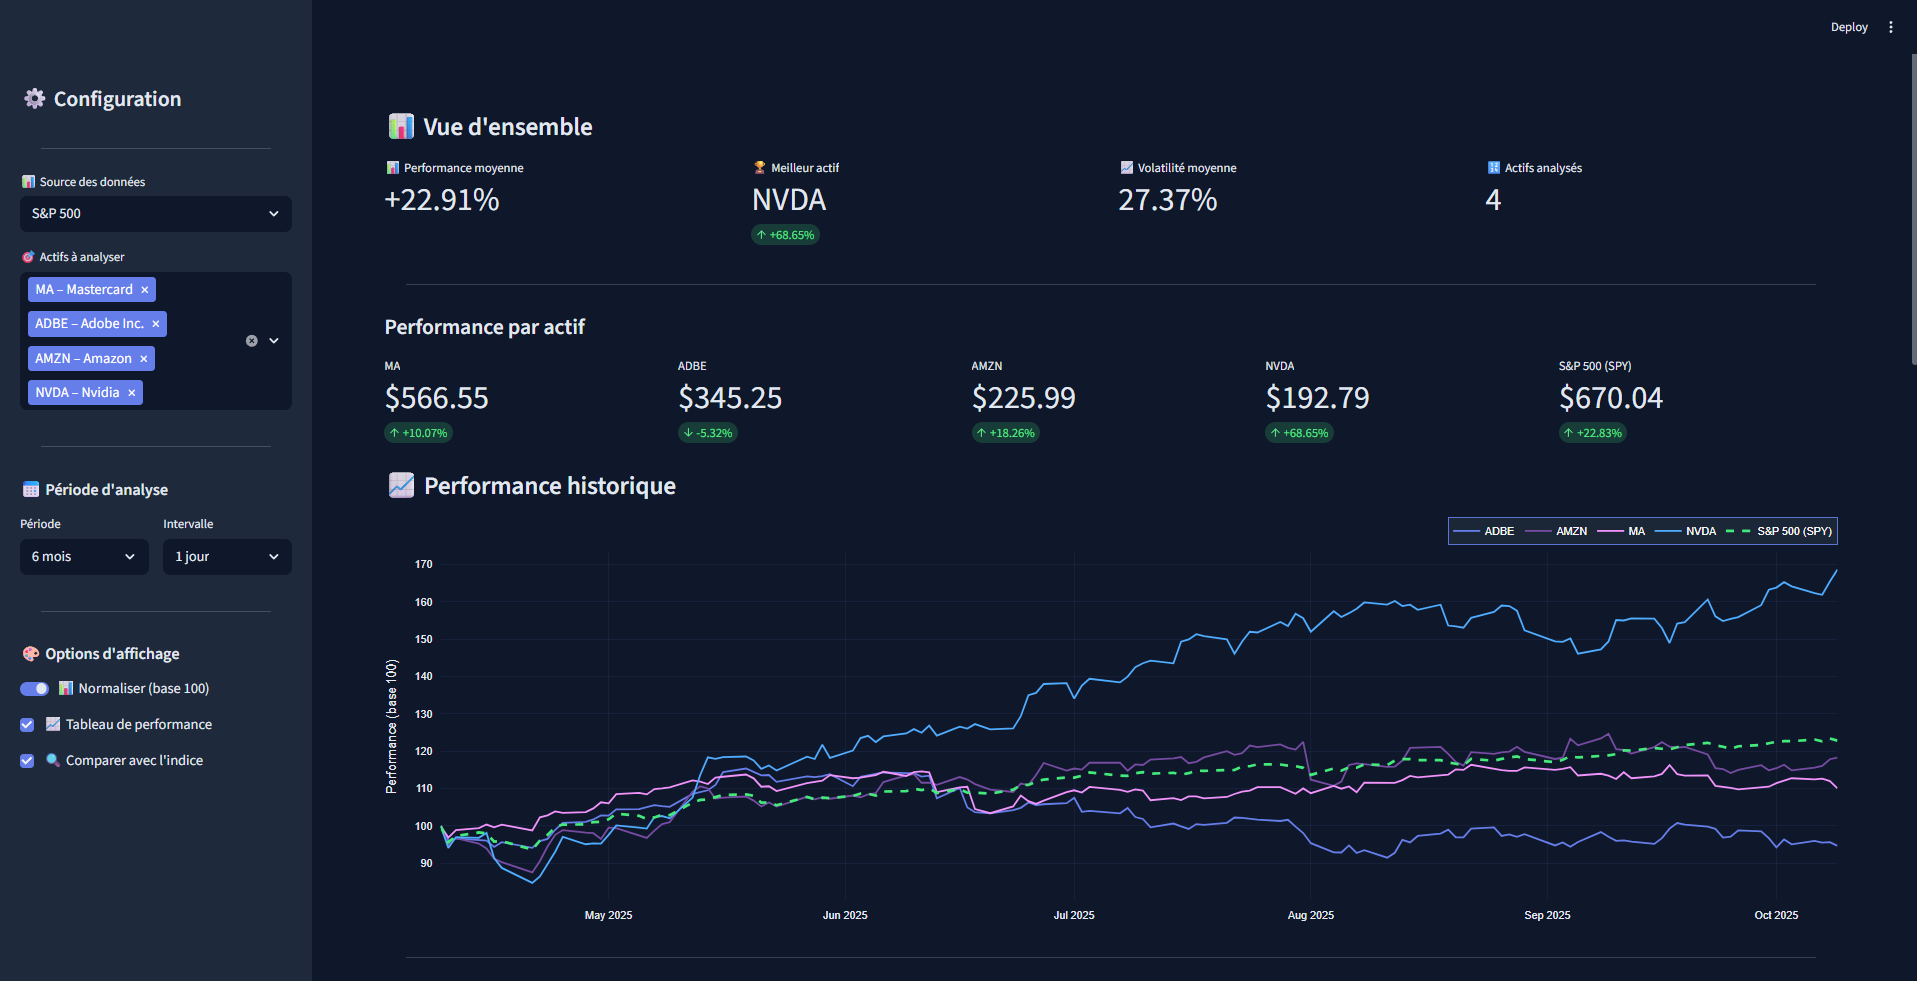 Deploy
Configuration
Source des données
S&P 500
Actifs à analyser
MA – Mastercard ×
ADBE – Adobe Inc. ×
AMZN – Amazon ×
NVDA – Nvidia ×
Période d'analyse
Période Intervalle
6 mois 1 jour
Options d'affichage
Normaliser (base 100)
Tableau de performance
Comparer avec l'indice
Vue d'ensemble
Performance moyenne
+22.91%
Meilleur actif
NVDA
↑ +68.65%
Volatilité moyenne
27.37%
Actifs analysés
4
Performance par actif
MA
$566.55
↑ +10.07%
ADBE
$345.25
↓ -5.32%
AMZN
$225.99
↑ +18.26%
NVDA
$192.79
↑ +68.65%
S&P 500 (SPY)
$670.04
↑ +22.83%
Performance historique
ADBE AMZN MA NVDA S&P 500 (SPY)
Performance (base 100)
170
160
150
140
130
120
110
100
90
May 2025 Jun 2025 Jul 2025 Aug 2025 Sep 2025 Oct 2025